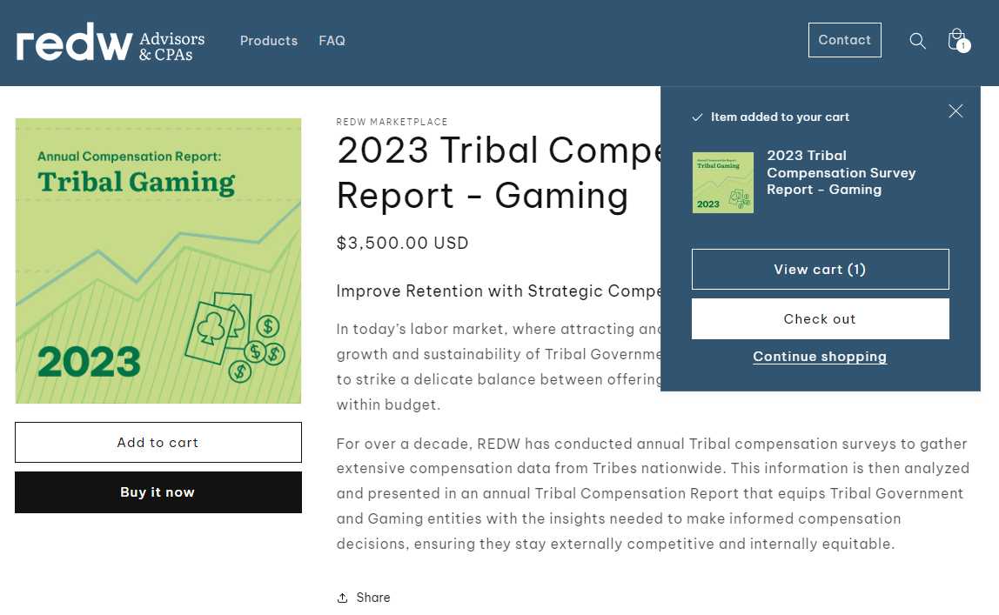 redw Advisors
& CPAs
Products
FAQ
Contact
1
Annual Compensation Report:
Tribal Gaming
2023
Add to cart
Buy it now
REDW MARKETPLACE
2023 Tribal Compe
Report - Gaming
$3,500.00 USD
Improve Retention with Strategic Compe
In today’s labor market, where attracting and
growth and sustainability of Tribal Governme
to strike a delicate balance between offering
within budget.
For over a decade, REDW has conducted annual Tribal compensation surveys to gather
extensive compensation data from Tribes nationwide. This information is then analyzed
and presented in an annual Tribal Compensation Report that equips Tribal Government
and Gaming entities with the insights needed to make informed compensation
decisions, ensuring they stay externally competitive and internally equitable.
Share
Item added to your cart
Annual Compensation Report:
Tribal Gaming
2023
2023 Tribal
Compensation Survey
Report - Gaming
View cart (1)
Check out
Continue shopping